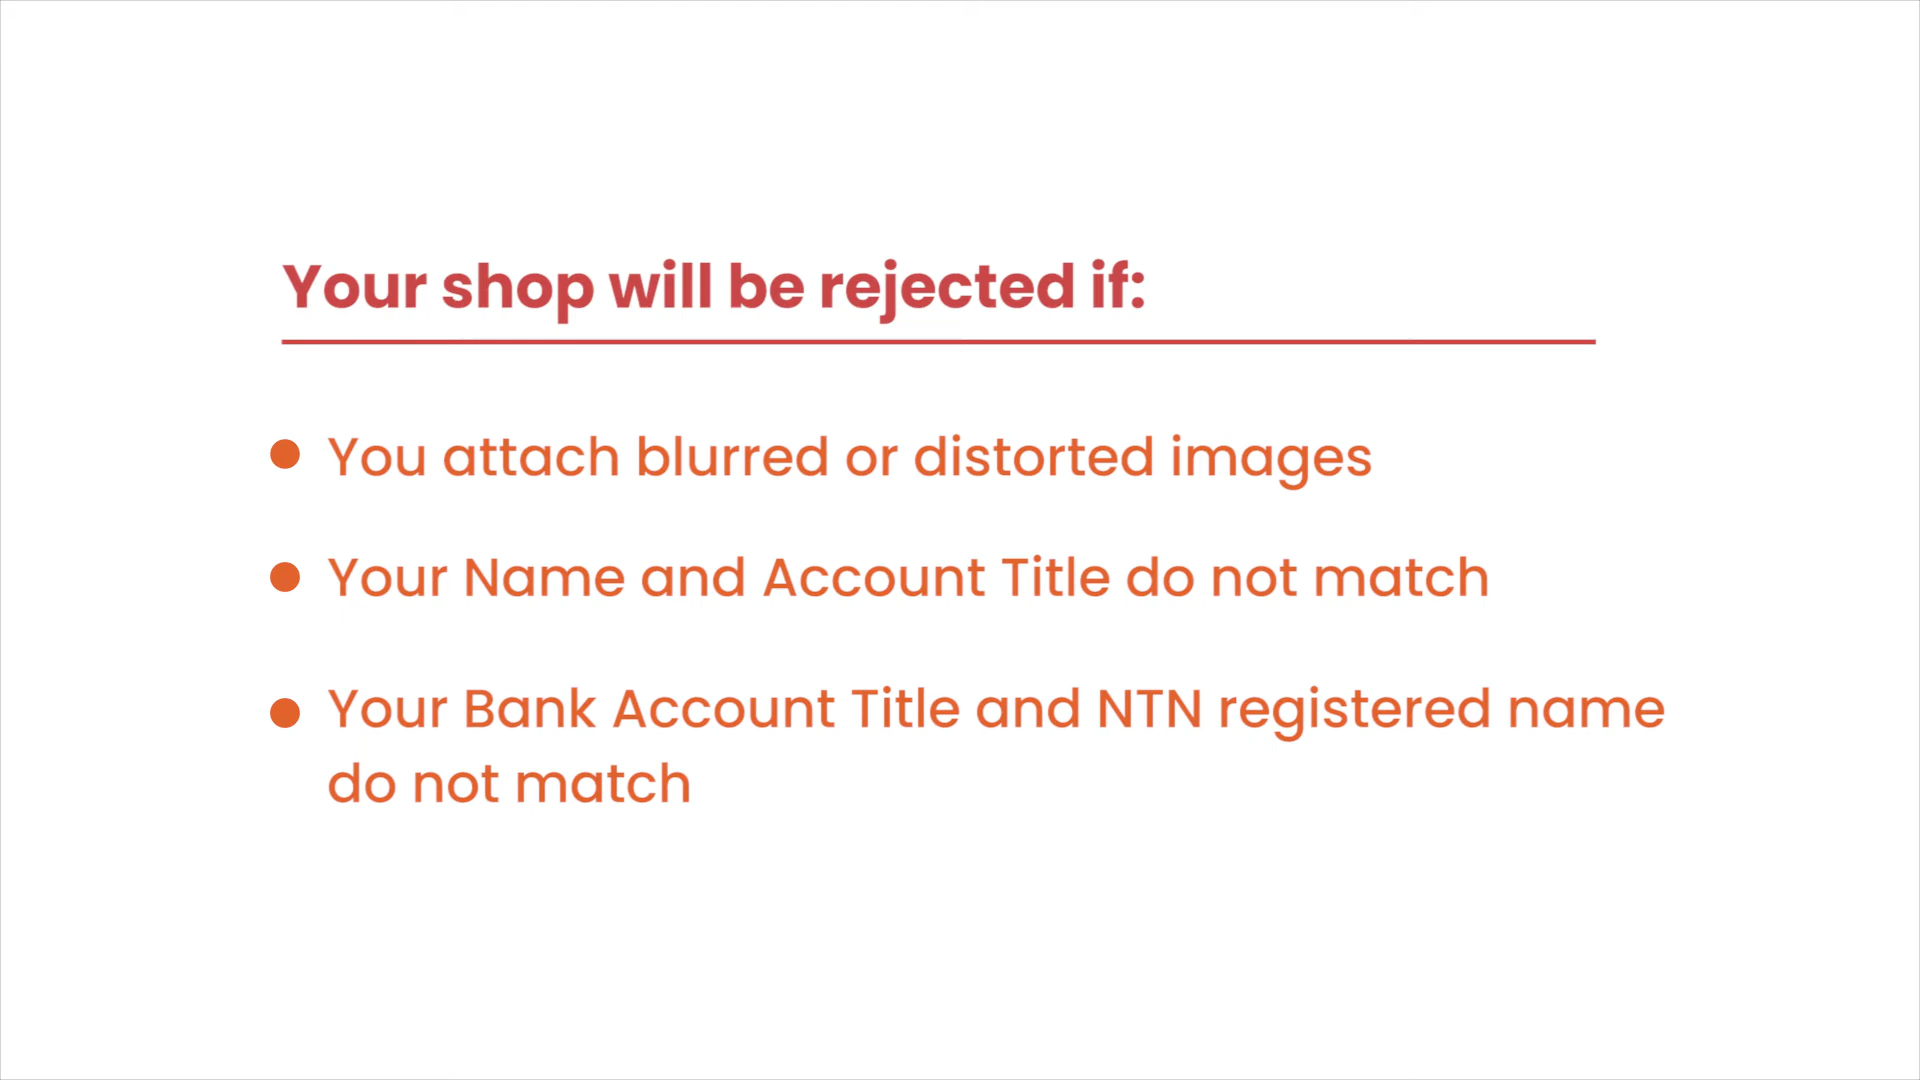 Your shop will be rejected if:
You attach blurred or distorted images
Your Name and Account Title do not match
Your Bank Account Title and NTN registered name
do not match